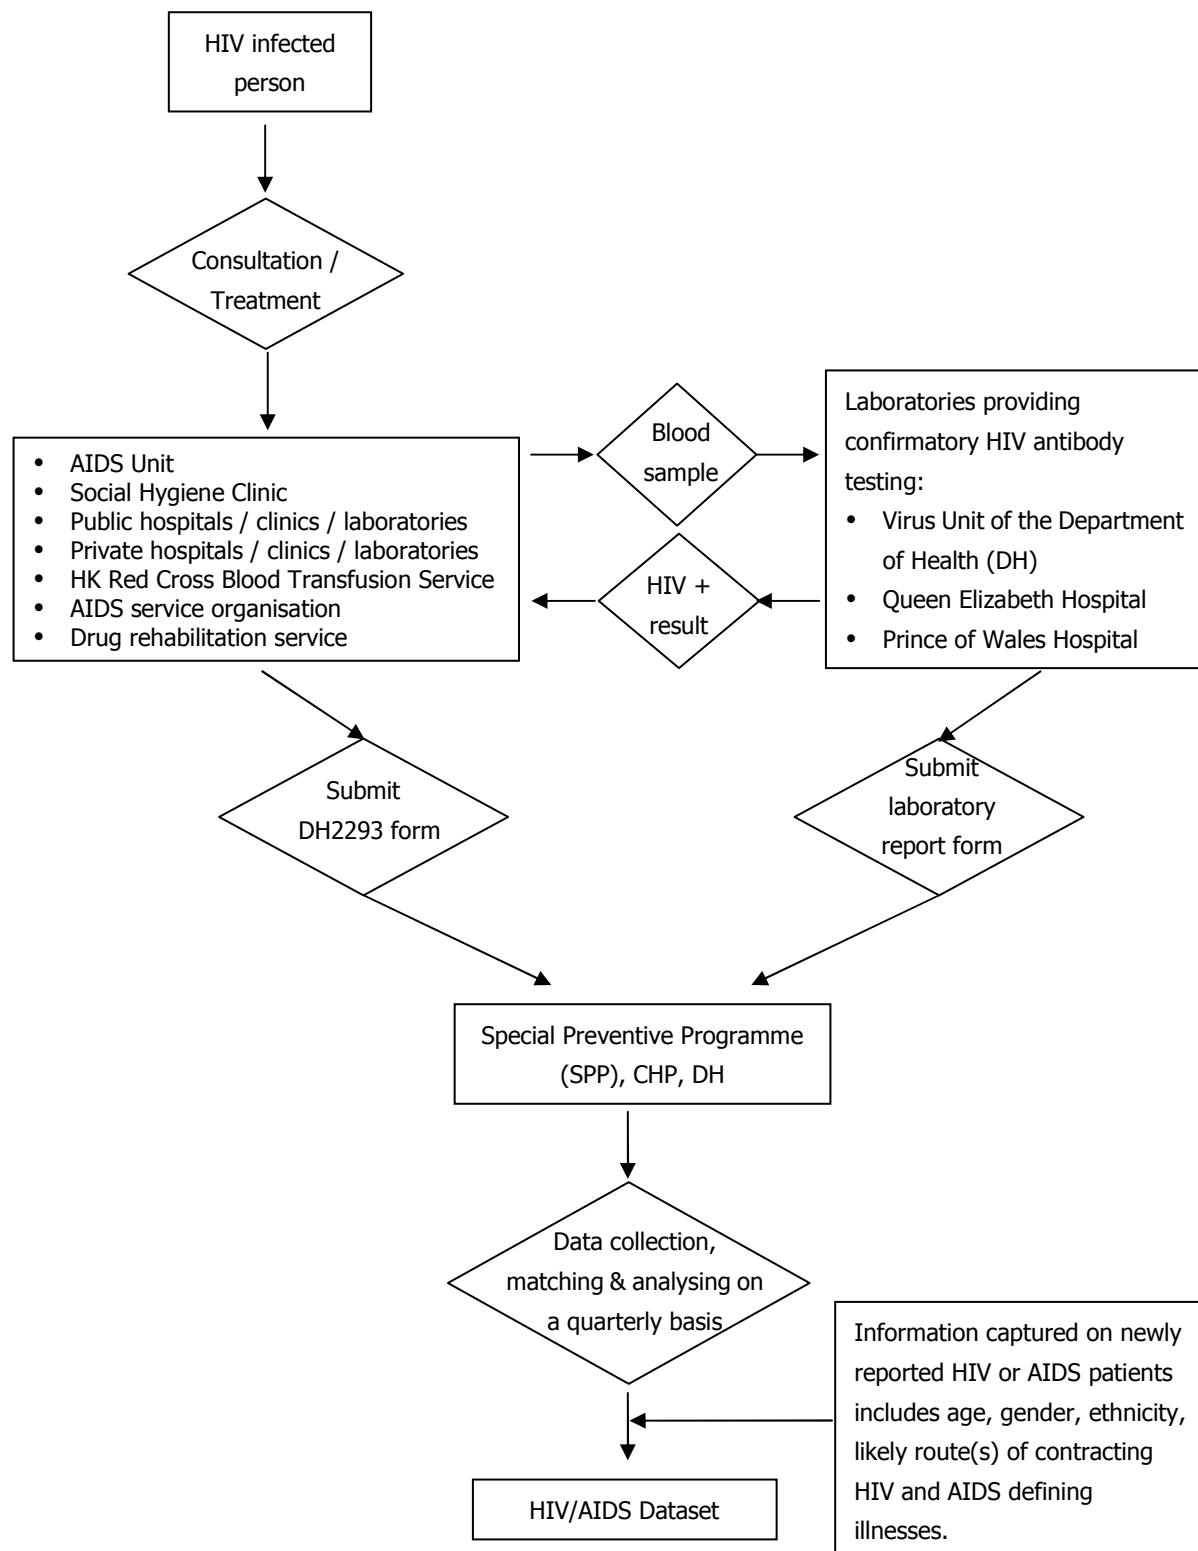 HIV infected
person
Consultation /
Treatment
• AIDS Unit
• Social Hygiene Clinic
• Public hospitals / clinics / laboratories
• Private hospitals / clinics / laboratories
• HK Red Cross Blood Transfusion Service
• AIDS service organisation
• Drug rehabilitation service
Blood
sample
HIV +
result
Laboratories providing
confirmatory HIV antibody
testing:
• Virus Unit of the Department
of Health (DH)
• Queen Elizabeth Hospital
• Prince of Wales Hospital
Submit
DH2293 form
Submit
laboratory
report form
Special Preventive Programme
(SPP), CHP, DH
Data collection,
matching & analysing on
a quarterly basis
Information captured on newly
reported HIV or AIDS patients
includes age, gender, ethnicity,
likely route(s) of contracting
HIV and AIDS defining
illnesses.
HIV/AIDS Dataset